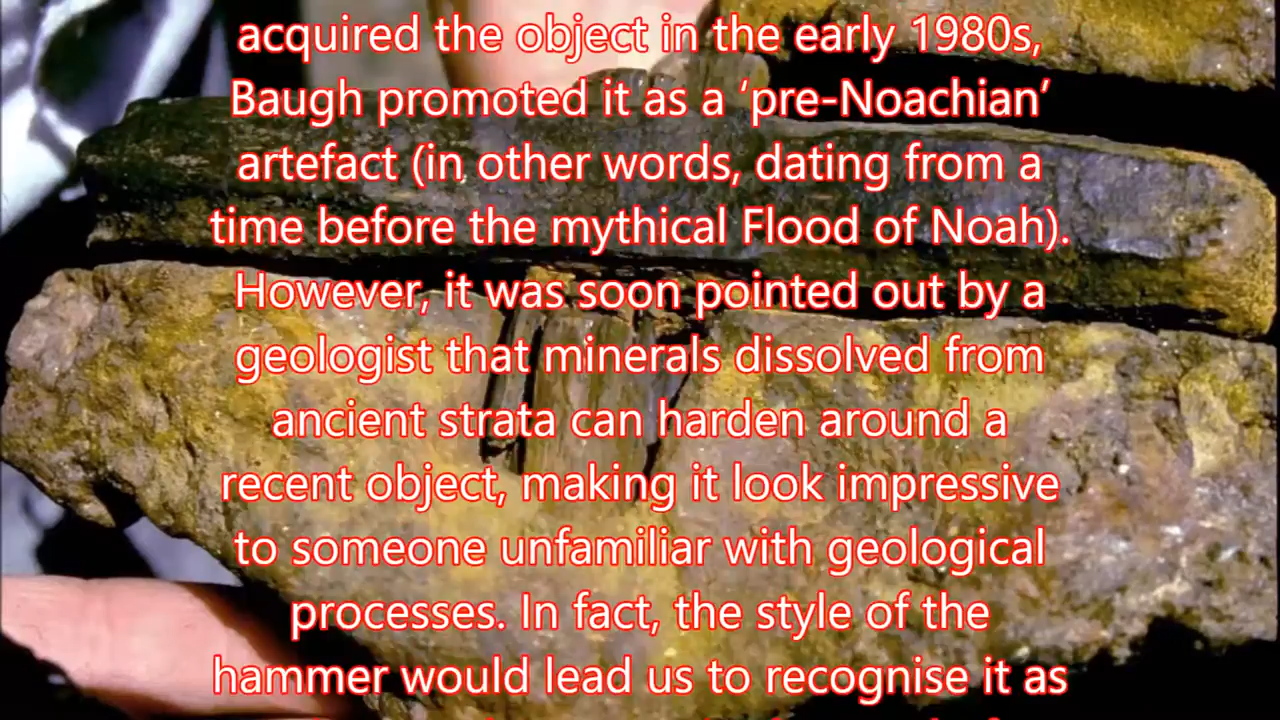 acquired the object in the early 1980s,
Baugh promoted it as a ‘pre-Noachian’
artefact (in other words, dating from a
time before the mythical Flood of Noah).
However, it was soon pointed out by a
geologist that minerals dissolved from
ancient strata can harden around a
recent object, making it look impressive
to someone unfamiliar with geological
processes. In fact, the style of the
hammer would lead us to recognise it as